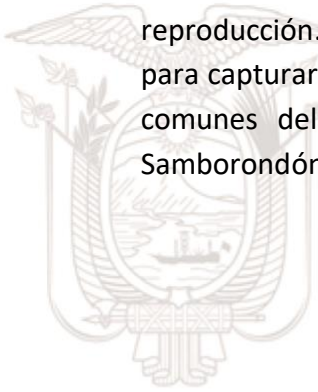 reproducción.
para capturar
comunes del
Samborondón